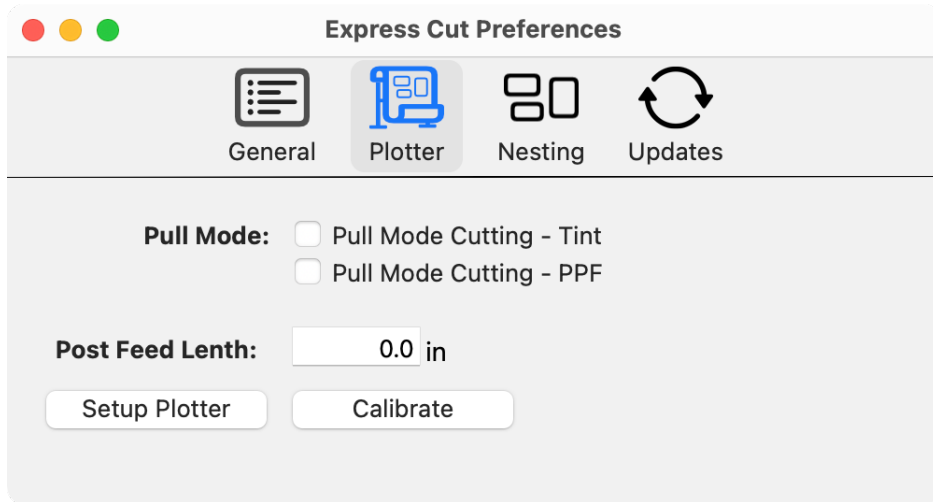 Express Cut Preferences
General Plotter Nesting Updates
Pull Mode: Pull Mode Cutting - Tint
Pull Mode Cutting - PPF
Post Feed Lenth: 0.0 in
Setup Plotter Calibrate